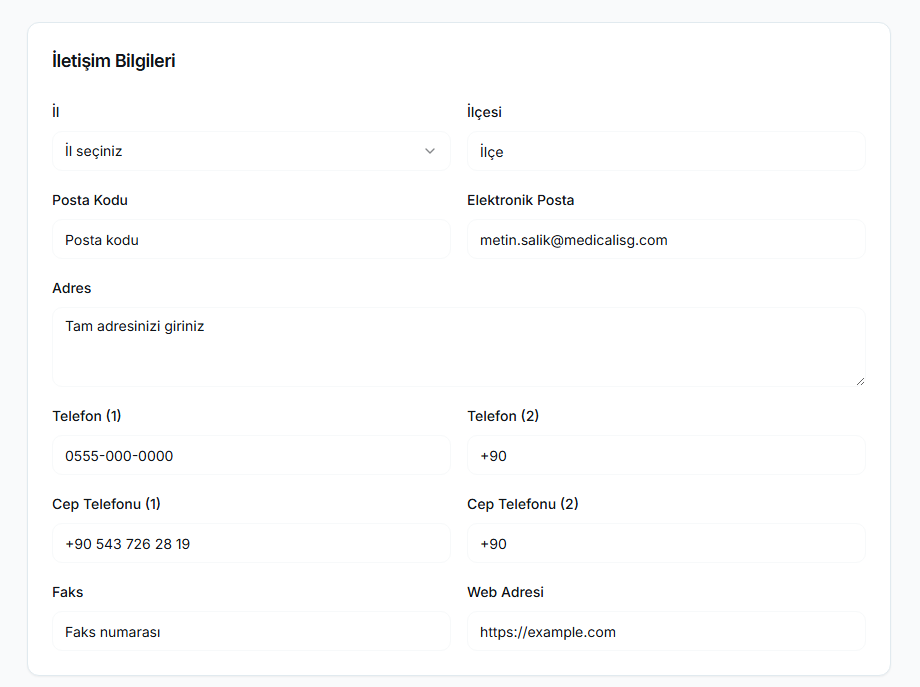 İletişim Bilgileri
İl
İlçesi
İl seçiniz
İlçe
Posta Kodu
Elektronik Posta
Posta kodu
metin.salik@medicalisg.com
Adres
Tam adresinizi giriniz
Telefon (1)
Telefon (2)
0555-000-0000
+90
Cep Telefonu (1)
Cep Telefonu (2)
+90 543 726 28 19
+90
Faks
Web Adresi
Faks numarası
https://example.com